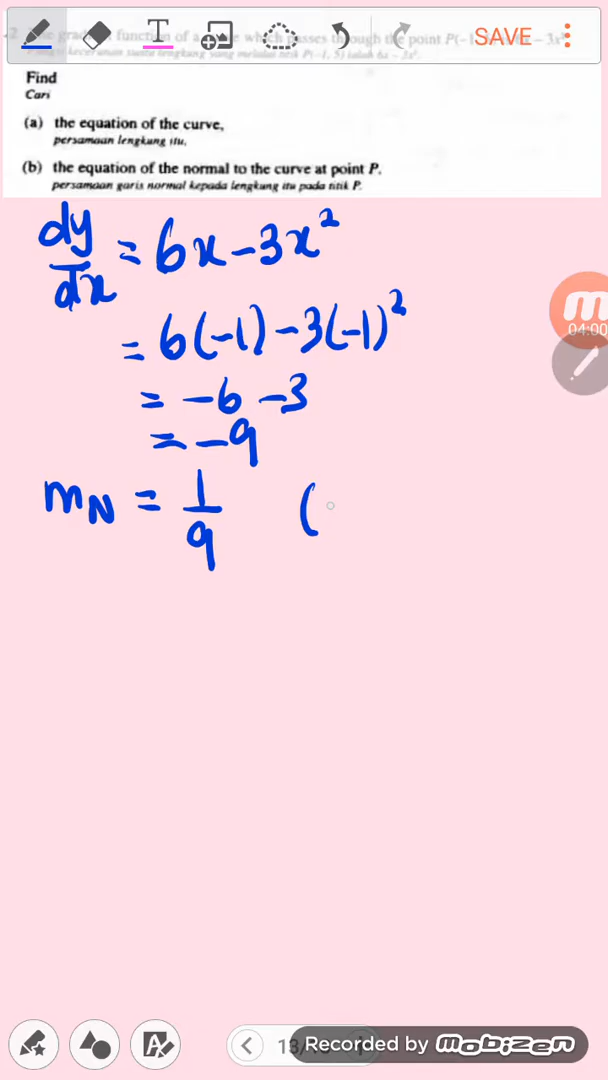 T SAVE
Find
Cari
(a) the equation of the curve,
persamaan lengkung itu,
(b) the equation of the normal to the curve at point P.
persamaan garis normal kepada lengkung itu pada titik P.
dy/dx = 6x - 3x²
= 6(-1) - 3(-1)²
= -6 - 3
= -9
m_N = 1/9 (
04:00
Recorded by mobizen